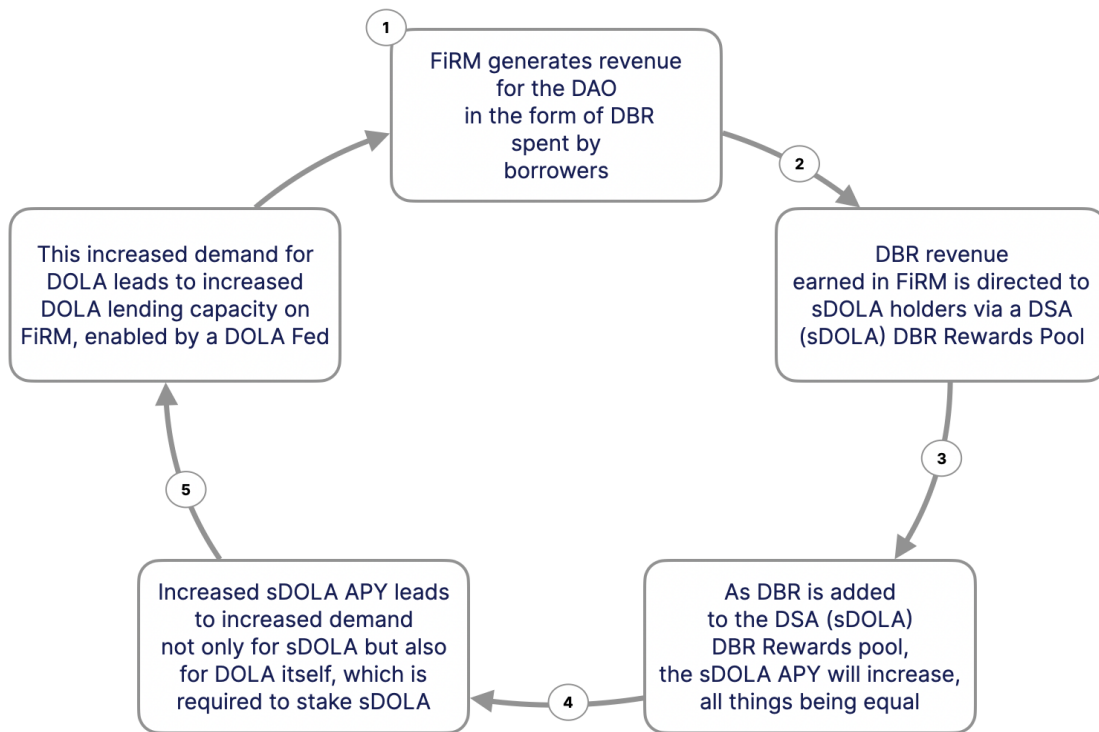 1
FiRM generates revenue
for the DAO
in the form of DBR
spent by
borrowers
2
DBR revenue
earned in FiRM is directed to
sDOLA holders via a DSA
(sDOLA) DBR Rewards Pool
3
As DBR is added
to the DSA (sDOLA)
DBR Rewards pool,
the sDOLA APY will increase,
all things being equal
4
Increased sDOLA APY leads
to increased demand
not only for sDOLA but also
for DOLA itself, which is
required to stake sDOLA
5
This increased demand for
DOLA leads to increased
DOLA lending capacity on
FiRM, enabled by a DOLA Fed